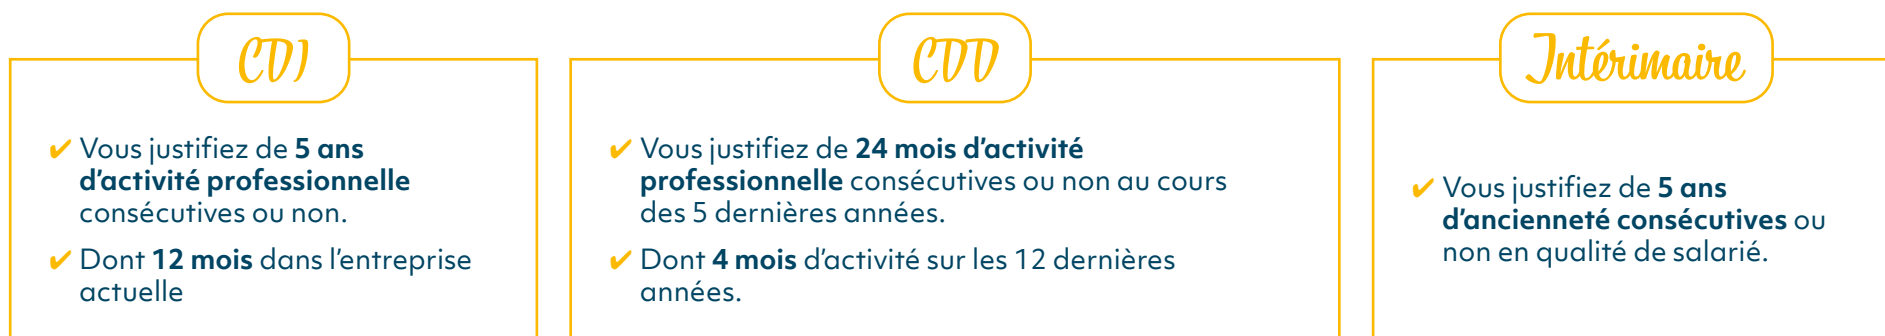 CDI
✔ Vous justifiez de 5 ans
d'activité professionnelle
consécutives ou non.
✔ Dont 12 mois dans l'entreprise
actuelle
CDD
✔ Vous justifiez de 24 mois d'activité
professionnelle consécutives ou non au cours
des 5 dernières années.
✔ Dont 4 mois d'activité sur les 12 dernières
années.
Intérimaire
✔ Vous justifiez de 5 ans
d'ancienneté consécutives ou
non en qualité de salarié.